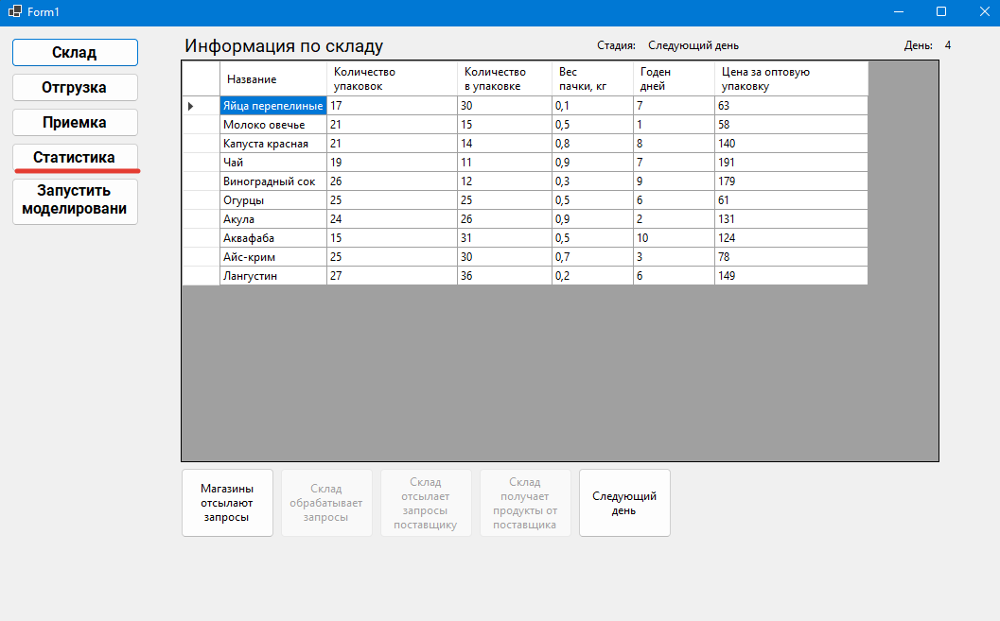 Form1
Склад
Отгрузка
Приемка
Статистика
Запустить
моделировани
Информация по складу
Стадия: Следующий день
День: 4
Название Количество упаковок Количество в упаковке Вес пачки, кг Годен дней Цена за оптовую упаковку
Яйца перепелиные 17 30 0,1 7 63
Молоко овечье 21 15 0,5 1 58
Капуста красная 21 14 0,8 8 140
Чай 19 11 0,9 7 191
Виноградный сок 26 12 0,3 9 179
Огурцы 25 25 0,5 6 61
Акула 24 26 0,9 2 131
Аквафаба 15 31 0,5 10 124
Айс-крим 25 30 0,7 3 78
Лангустин 27 36 0,2 6 149
Магазины
отсылают
запросы
Склад
обрабатывает
запросы
Склад
отсылает
запросы
поставщику
Склад
получает
продукты от
поставщика
Следующий
день